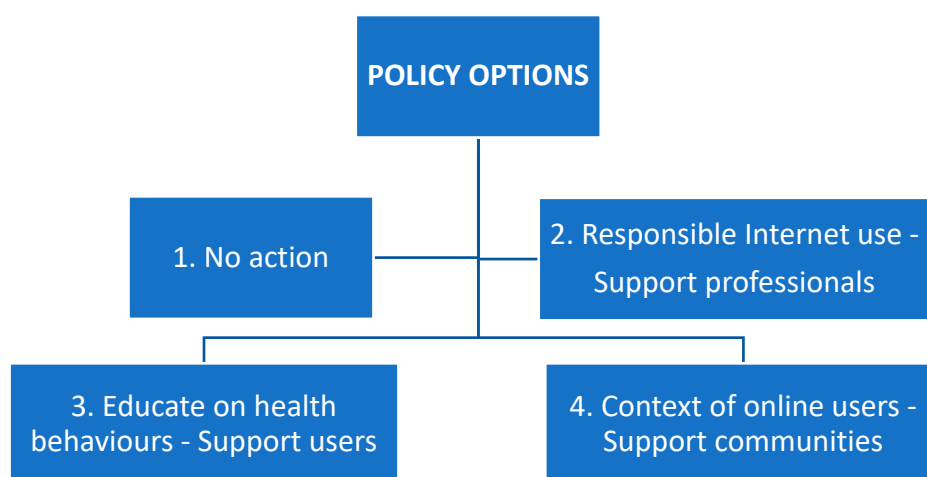 POLICY OPTIONS
1. No action
2. Responsible Internet use -
Support professionals
3. Educate on health
behaviours - Support users
4. Context of online users -
Support communities